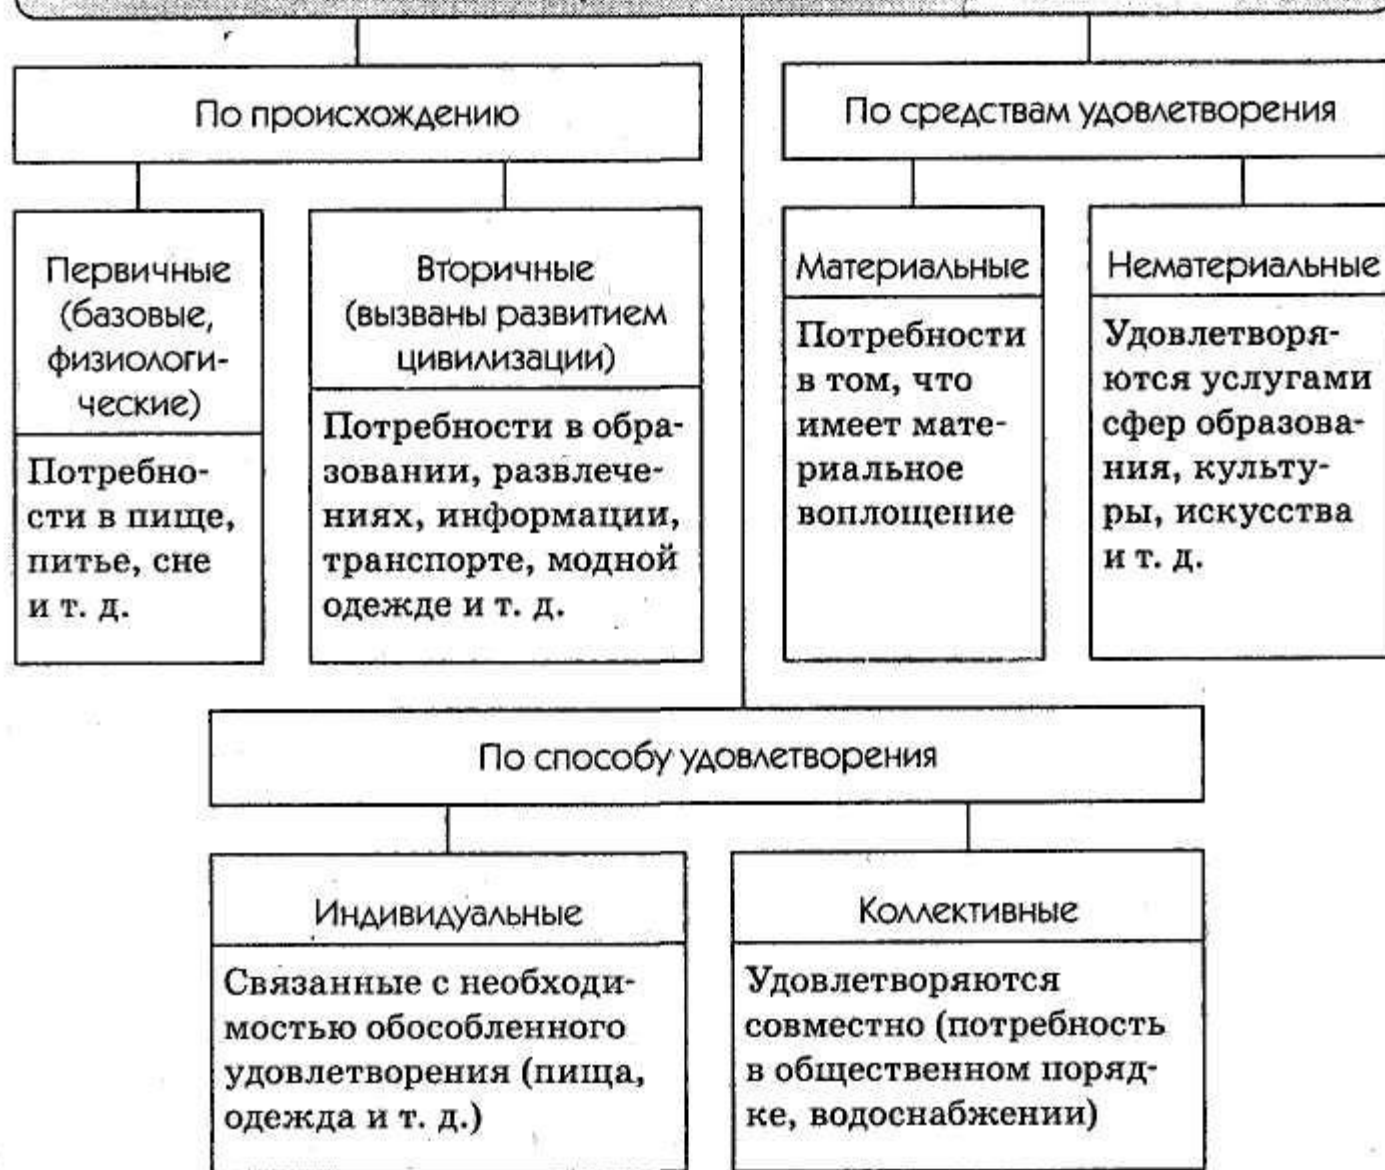 По происхождению
По средствам удовлетворения
Первичные
(базовые,
физиологи-
ческие)
Потребно-
сти в пище,
питье, сне
и т. д.
Вторичные
(вызваны развитием
цивилизации)
Потребности в обра-
зовании, развлече-
ниях, информации,
транспорте, модной
одежде и т. д.
Материальные
Потребности
в том, что
имеет мате-
риальное
воплощение
Нематериальные
Удовлетворя-
ются услугами
сфер образова-
ния, культу-
ры, искусства
и т. д.
По способу удовлетворения
Индивидуальные
Связанные с необходи-
мостью обособленного
удовлетворения (пища,
одежда и т. д.)
Коллективные
Удовлетворяются
совместно (потребность
в общественном поряд-
ке, водоснабжении)